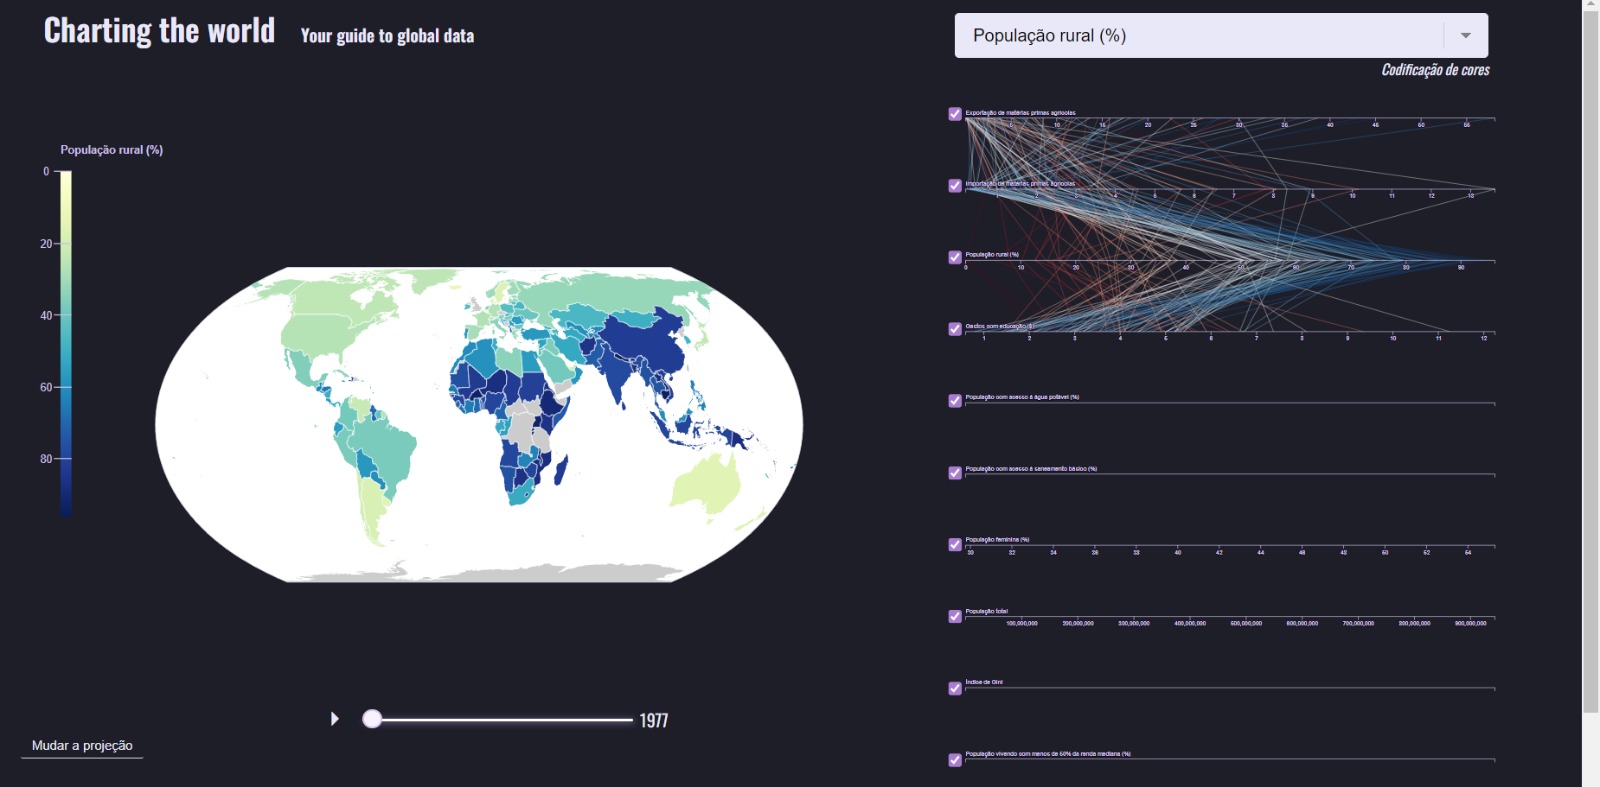 Charting the world
Your guide to global data
População rural (%)
Codificação de cores
População rural (%)
0
20
40
60
80
1977
Mudar a projeção
Exportação de matérias primas agrícolas
5 10 15 20 25 30 35 40 45 50 55
Importação de matérias primas agrícolas
1 2 3 4 5 6 7 8 9 10 11 12 13
População rural (%)
0 10 20 30 40 50 60 70 80 90
Gastos com educação ($)
1 2 3 4 5 6 7 8 9 10 11 12
População com acesso à água potável (%)
População com acesso à saneamento básico (%)
População feminina (%)
30 32 34 36 38 40 42 44 46 48 50 52 54
População total
100,000,000 200,000,000 300,000,000 400,000,000 500,000,000 600,000,000 700,000,000 800,000,000 900,000,000
Índice de Gini
População vivendo com menos de 50% da renda mediana (%)